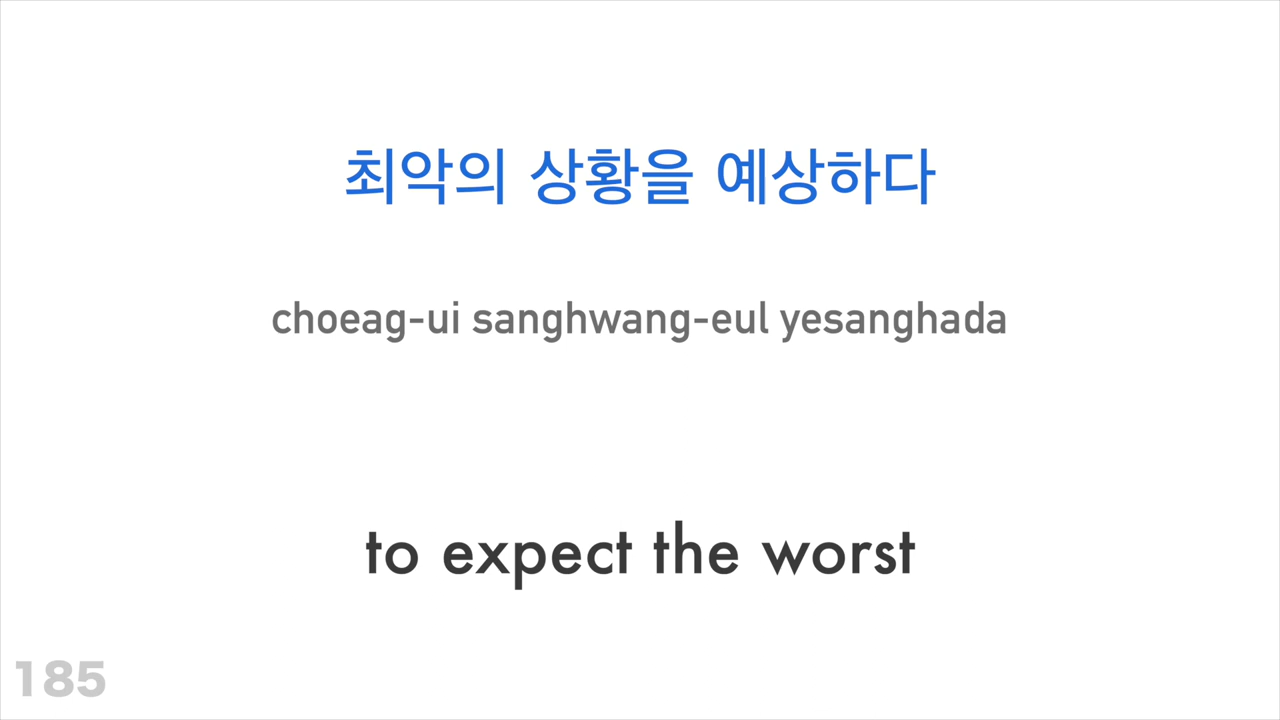 최악의 상황을 예상하다
choeag-ui sanghwang-eul yesanghada
to expect the worst
185